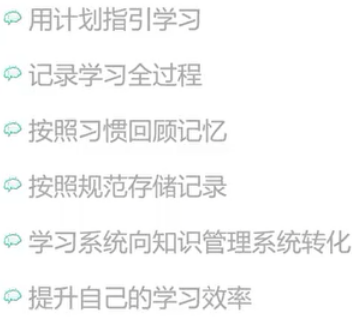 用计划指引学习
记录学习全过程
按照习惯回顾记忆
按照规范存储记录
学习系统向知识管理系统转化
提升自己的学习效率